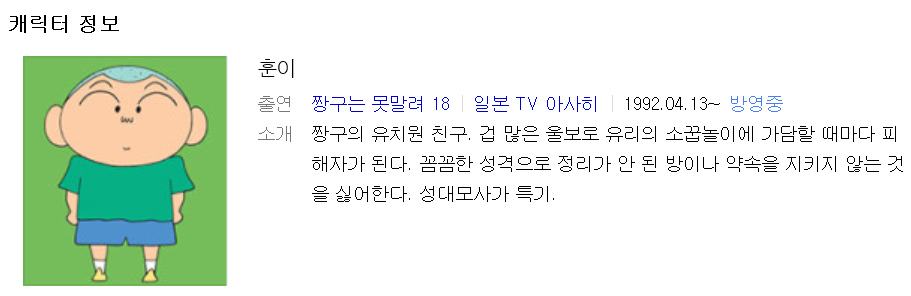 캐릭터 정보
훈이
출연 짱구는 못말려 18 | 일본 TV 아사히 | 1992.04.13~ 방영중
소개 짱구의 유치원 친구. 겁 많은 울보로 유리의 소꿉놀이에 가담할 때마다 피
해자가 된다. 꼼꼼한 성격으로 정리가 안 된 방이나 약속을 지키지 않는 것
을 싫어한다. 성대모사가 특기.